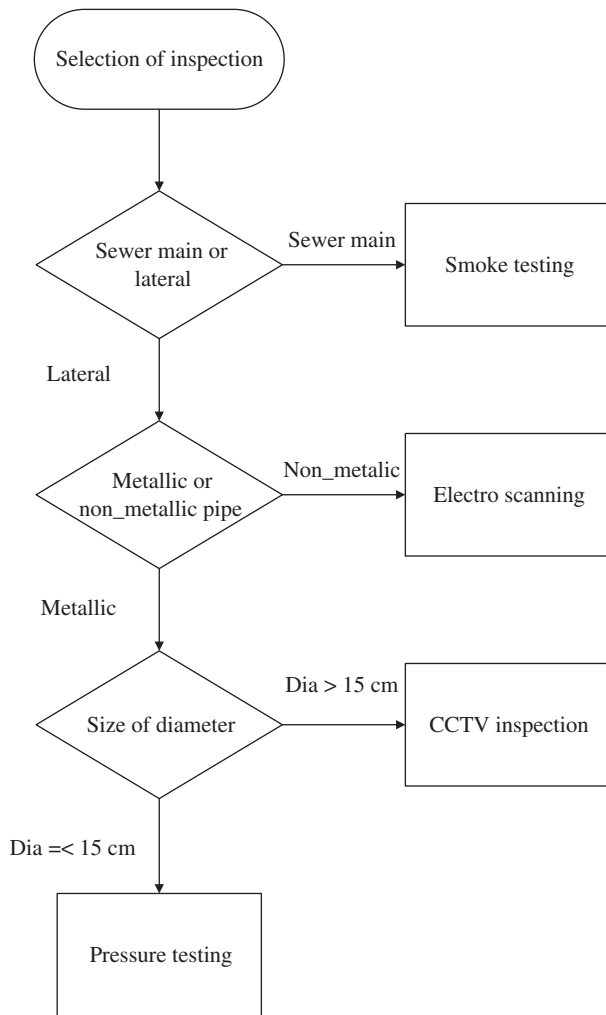 Selection of inspection
Sewer main or
lateral
Sewer main
Smoke testing
Lateral
Metallic or
non_metallic pipe
Non_metalic
Electro scanning
Metallic
Size of diameter
Dia > 15 cm
CCTV inspection
Dia =< 15 cm
Pressure testing